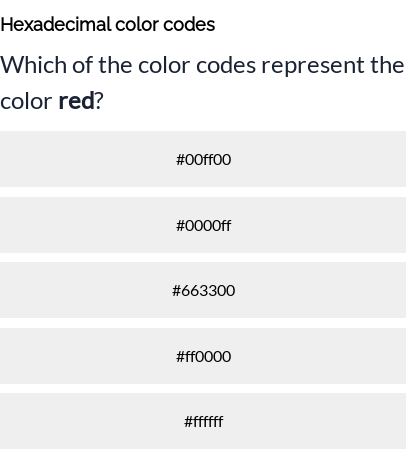 Hexadecimal color codes
Which of the color codes represent the
color red?
#00ff00
#0000ff
#663300
#ff0000
#ffffff